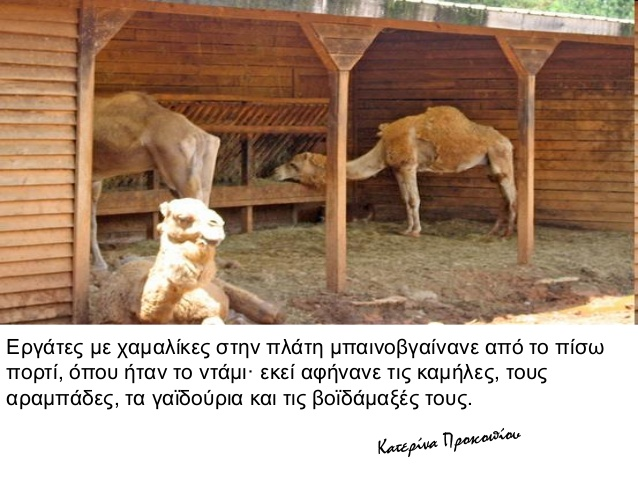 Εργάτες με χαμαλίκες στην πλάτη μπαινοβγαίνανε από το πίσω
πορτί, όπου ήταν το ντάμι· εκεί αφήνανε τις καμήλες, τους
αραμπάδες, τα γαϊδούρια και τις βοϊδάμαξές τους.
Κατερίνα Προκοπίου